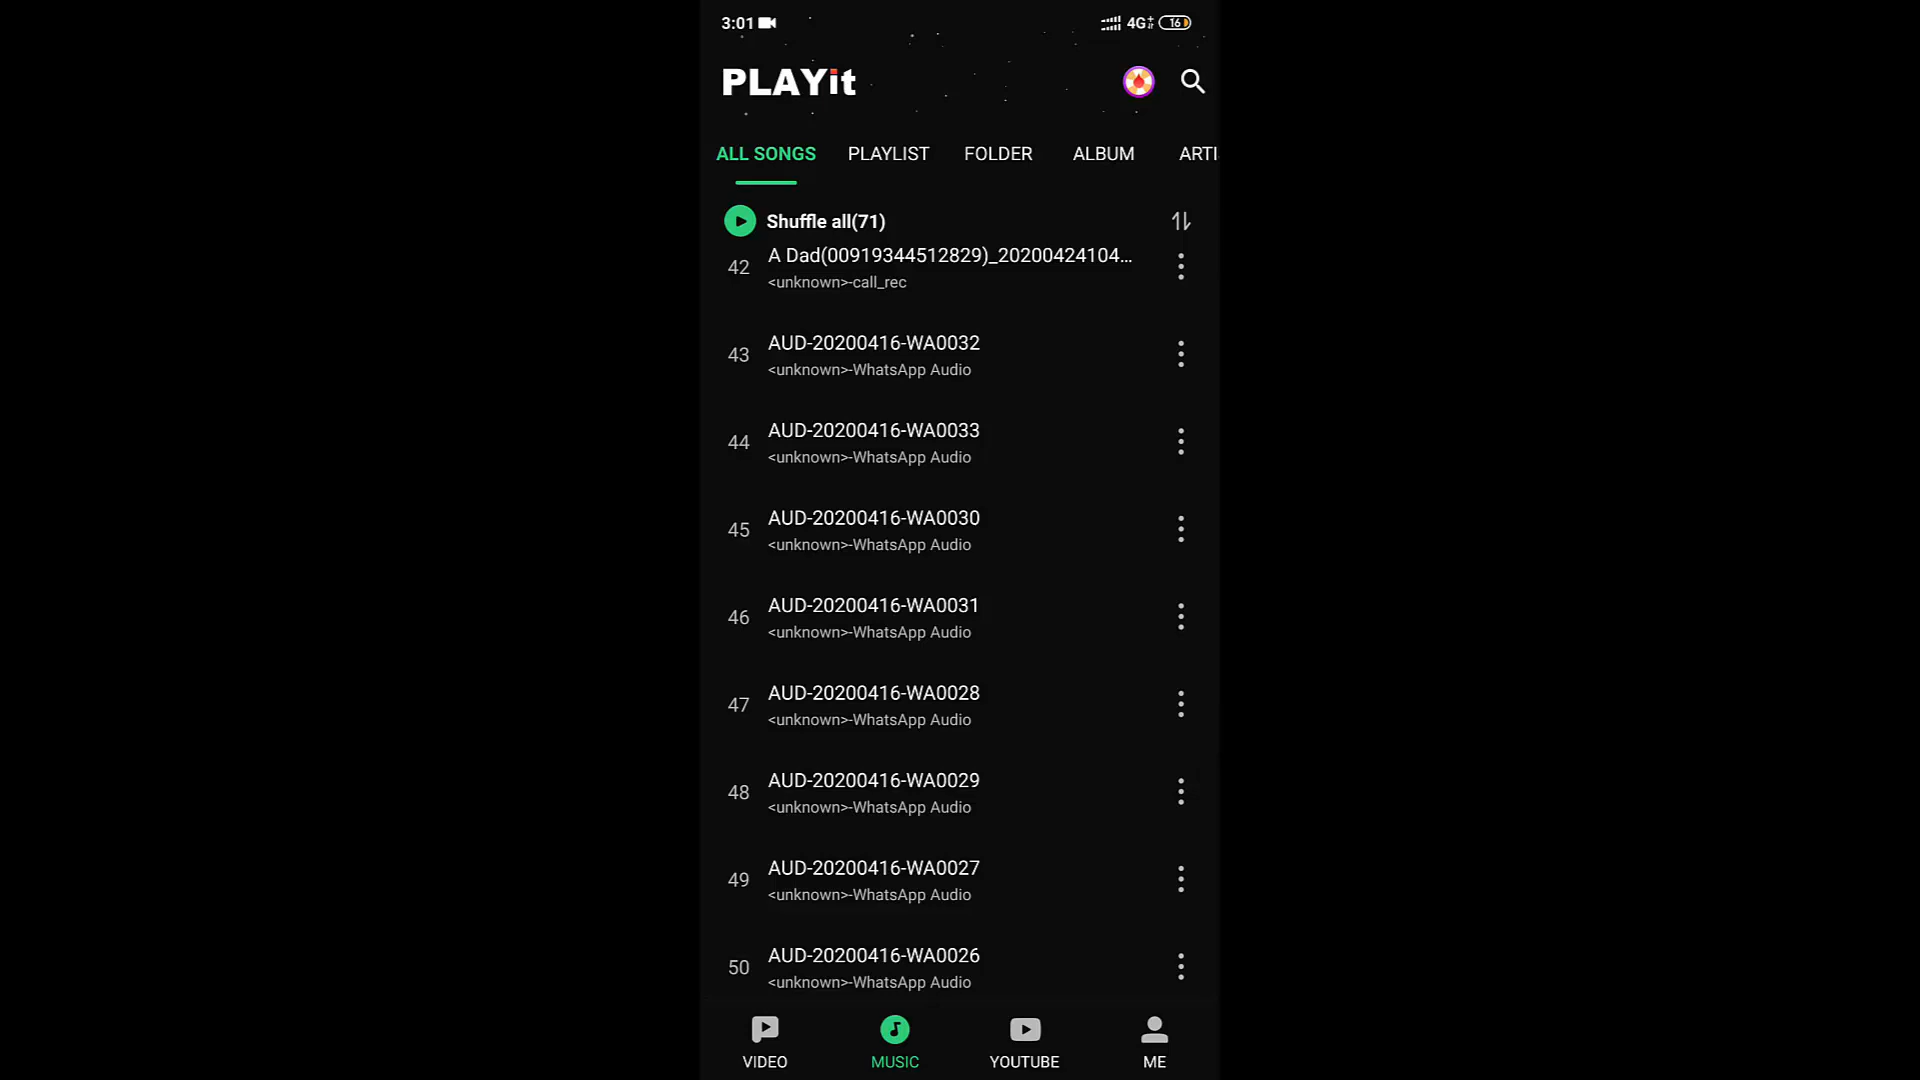 3:01 4G 16
PLAYit
ALL SONGS PLAYLIST FOLDER ALBUM ARTI
Shuffle all(71)
42 A Dad(00919344512829)_20200424104...
<unknown>-call_rec
43 AUD-20200416-WA0032
<unknown>-WhatsApp Audio
44 AUD-20200416-WA0033
<unknown>-WhatsApp Audio
45 AUD-20200416-WA0030
<unknown>-WhatsApp Audio
46 AUD-20200416-WA0031
<unknown>-WhatsApp Audio
47 AUD-20200416-WA0028
<unknown>-WhatsApp Audio
48 AUD-20200416-WA0029
<unknown>-WhatsApp Audio
49 AUD-20200416-WA0027
<unknown>-WhatsApp Audio
50 AUD-20200416-WA0026
<unknown>-WhatsApp Audio
VIDEO MUSIC YOUTUBE ME